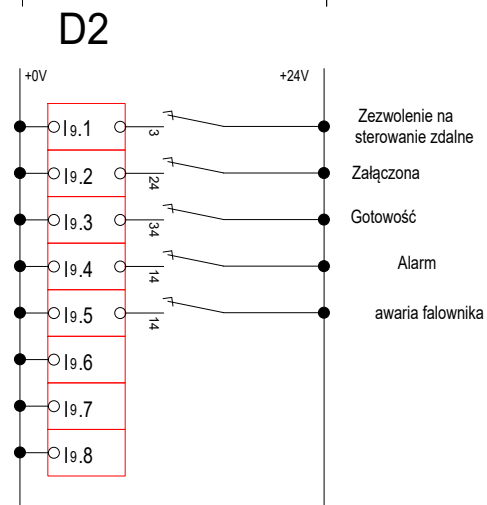 D2
+0V +24V
I9.1 3 Zezwolenie na
sterowanie zdalne
I9.2 24 Załączona
I9.3 34 Gotowość
I9.4 14 Alarm
I9.5 14 awaria falownika
I9.6
I9.7
I9.8